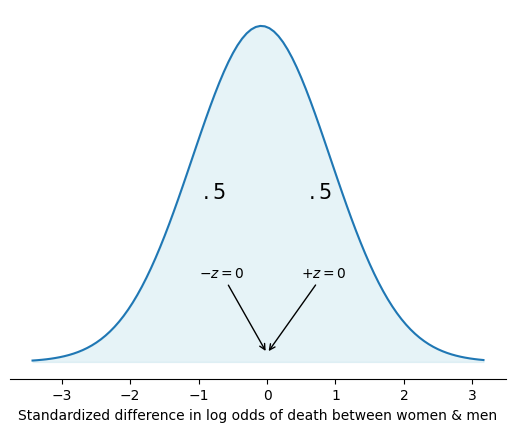 .5 .5
−z = 0 +z = 0
−3 −2 −1 0 1 2 3
Standardized difference in log odds of death between women & men